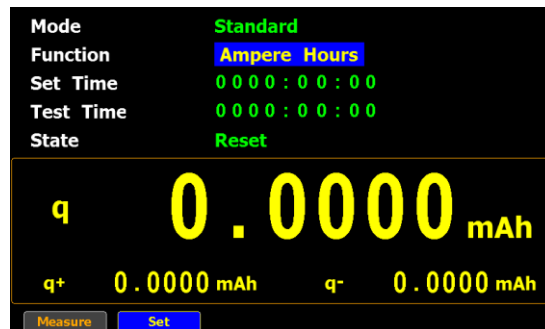 Mode Standard
Function Ampere Hours
Set Time 0000:00:00
Test Time 0000:00:00
State Reset
q 0.0000 mAh
q+ 0.0000 mAh q- 0.0000 mAh
Measure Set